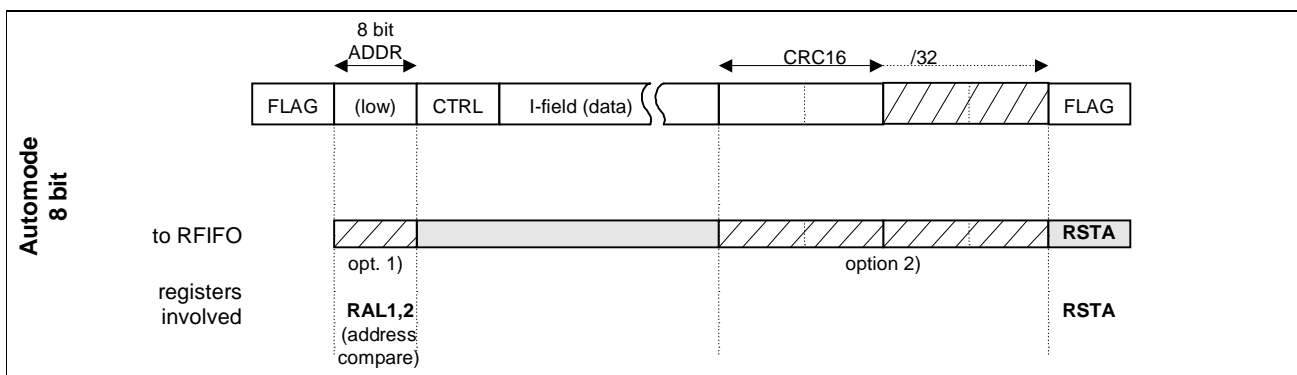 8 bit
ADDR
CRC16 /32
FLAG (low) CTRL I-field (data) FLAG
Automode
8 bit
to RFIFO RSTA
opt. 1) option 2)
registers
involved
RAL1,2 RSTA
(address
compare)